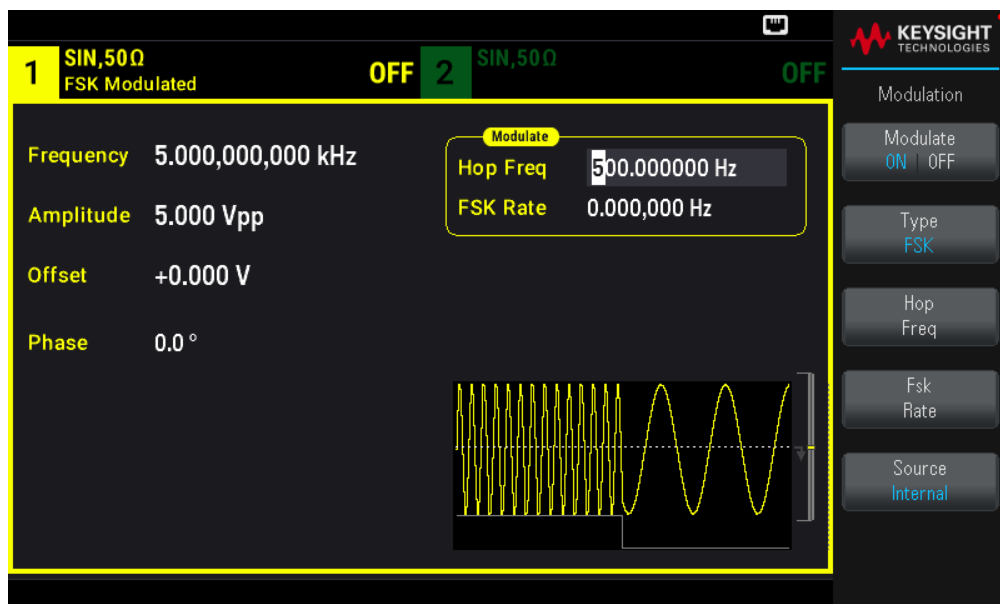 KEYSIGHT
TECHNOLOGIES
1
SIN,50Ω
FSK Modulated
OFF
2
SIN,50Ω
OFF
Modulation
Frequency 5.000,000,000 kHz
Amplitude 5.000 Vpp
Offset +0.000 V
Phase 0.0 °
Modulate
Hop Freq 500.000000 Hz
FSK Rate 0.000,000 Hz
Modulate
ON | OFF
Type
FSK
Hop
Freq
Fsk
Rate
Source
Internal